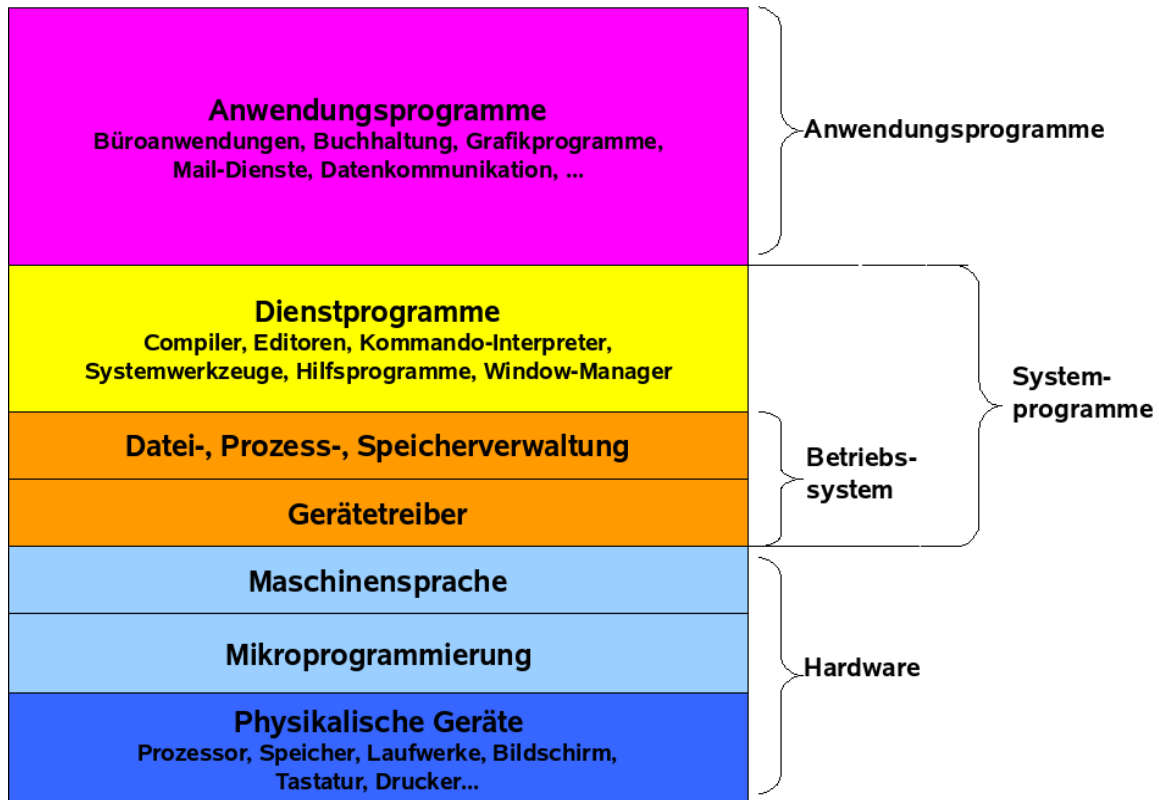 Anwendungsprogramme
Büroanwendungen, Buchhaltung, Grafikprogramme,
Mail-Dienste, Datenkommunikation, ...
Anwendungsprogramme
Dienstprogramme
Compiler, Editoren, Kommando-Interpreter,
Systemwerkzeuge, Hilfsprogramme, Window-Manager
System-
programme
Datei-, Prozess-, Speicherverwaltung
Gerätetreiber
Betriebs-
system
Maschinensprache
Mikroprogrammierung
Physikalische Geräte
Prozessor, Speicher, Laufwerke, Bildschirm,
Tastatur, Drucker...
Hardware